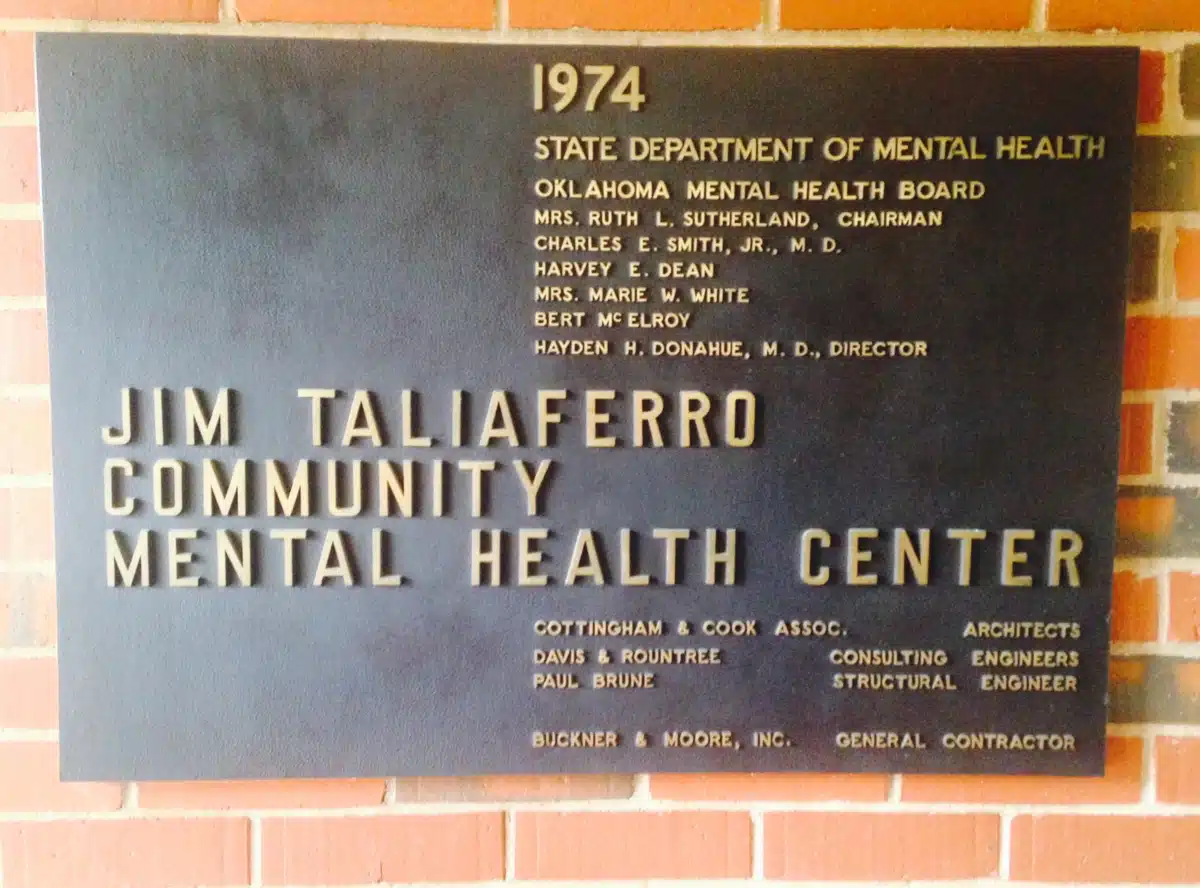 1974
STATE DEPARTMENT OF MENTAL HEALTH
OKLAHOMA MENTAL HEALTH BOARD
MRS. RUTH L. SUTHERLAND, CHAIRMAN
CHARLES E. SMITH, JR., M. D.
HARVEY E. DEAN
MRS. MARIE W. WHITE
BERT Mc ELROY
HAYDEN H. DONAHUE, M. D., DIRECTOR
JIM TALIAFERRO
COMMUNITY
MENTAL HEALTH CENTER
COTTINGHAM & COOK ASSOC. ARCHITECTS
DAVIS & ROUNTREE CONSULTING ENGINEERS
PAUL BRUNE STRUCTURAL ENGINEER
BUCKNER & MOORE, INC. GENERAL CONTRACTOR